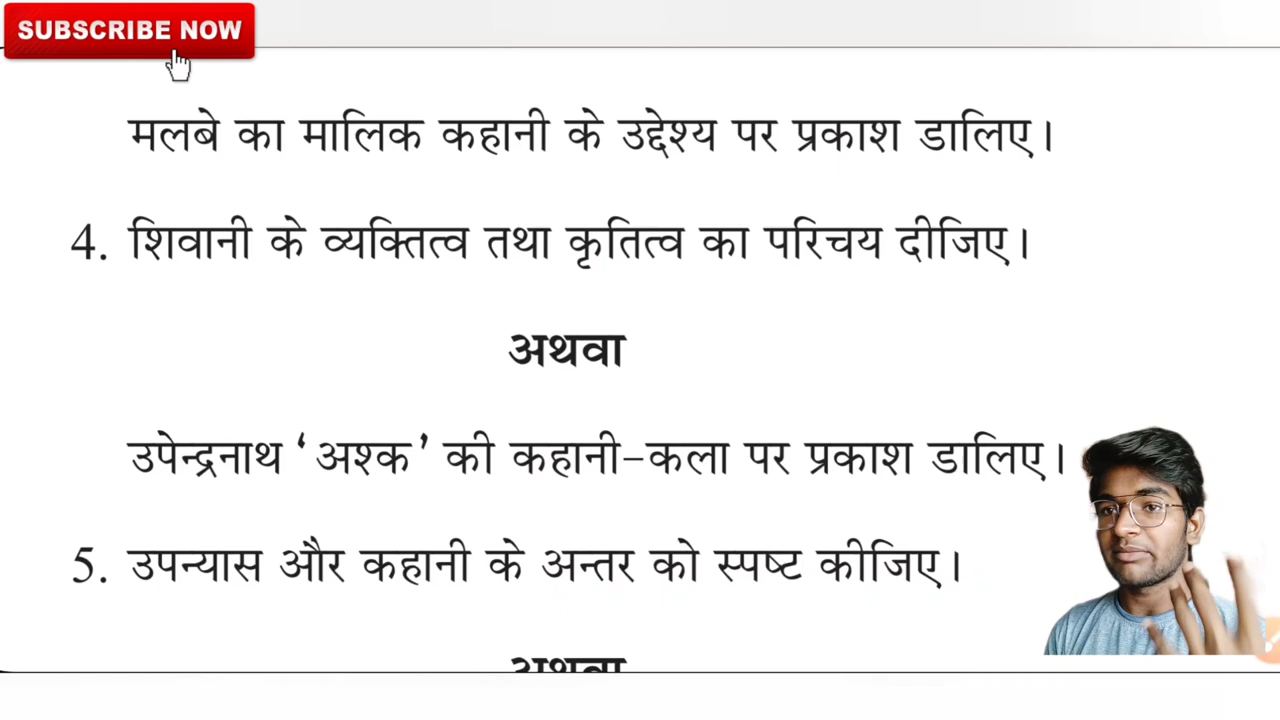 SUBSCRIBE NOW
मलबे का मालिक कहानी के उद्देश्य पर प्रकाश डालिए।
4. शिवानी के व्यक्तित्व तथा कृतित्व का परिचय दीजिए।
अथवा
उपेन्द्रनाथ ‘अश्क’ की कहानी-कला पर प्रकाश डालिए।
5. उपन्यास और कहानी के अन्तर को स्पष्ट कीजिए।
अथवा